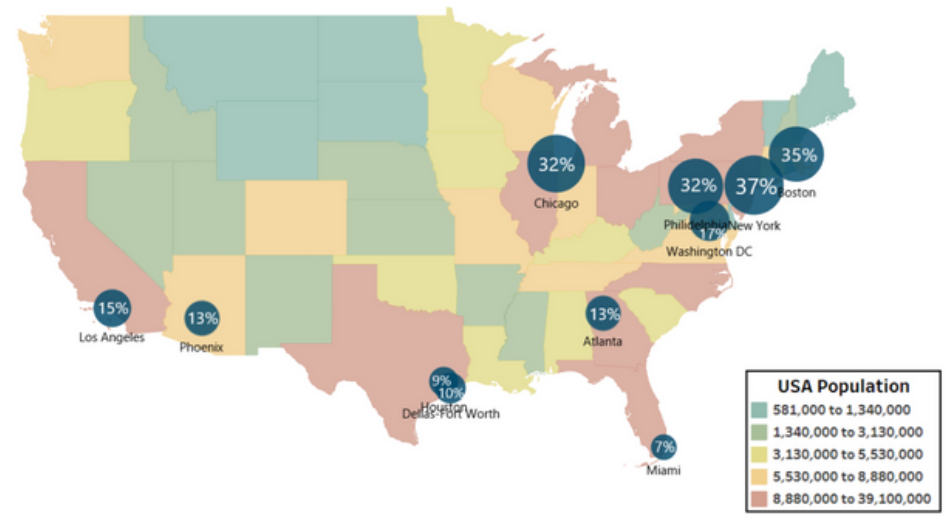 35%
32%
32%
37%
Boston
Chicago
Philidelphia
New York
17%
Washington DC
15%
13%
13%
Los Angeles
Phoenix
Atlanta
9%
10%
Houston
Dellas-Fort Worth
7%
Miami
USA Population
581,000 to 1,340,000
1,340,000 to 3,130,000
3,130,000 to 5,530,000
5,530,000 to 8,880,000
8,880,000 to 39,100,000